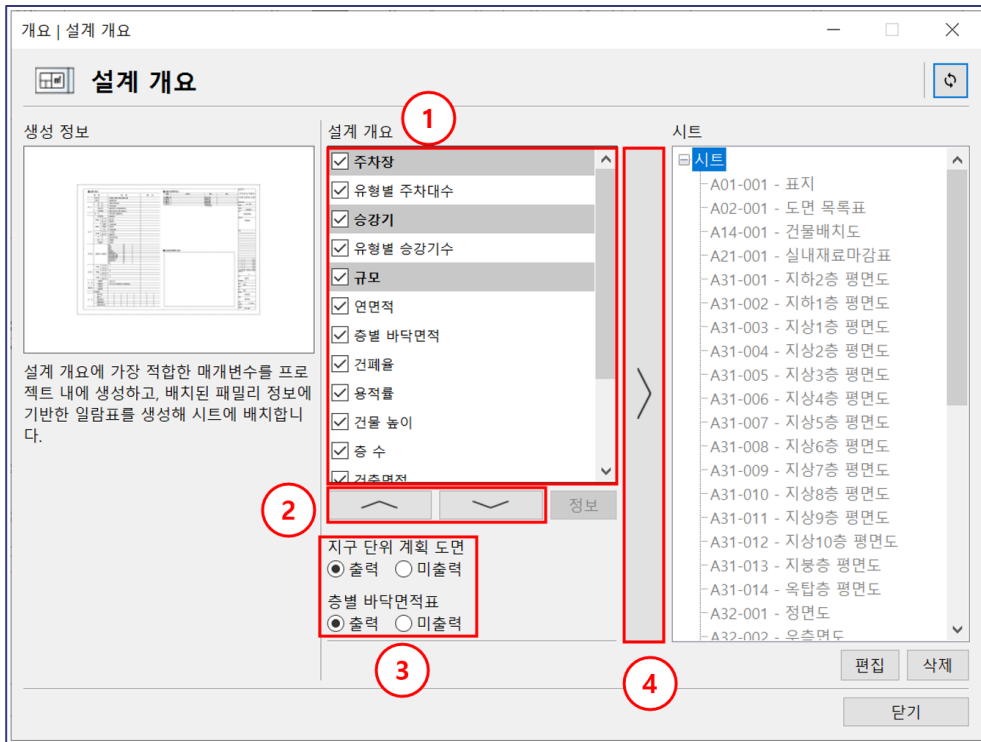 개요 | 설계 개요
설계 개요
생성 정보
설계 개요에 가장 적합한 매개변수를 프로
젝트 내에 생성하고, 배치된 패밀리 정보에
기반한 일람표를 생성해 시트에 배치합니
다.
설계 개요
1
주차장
유형별 주차대수
승강기
유형별 승강기수
규모
연면적
층별 바닥면적
건폐율
용적률
건물 높이
층 수
건축면적
2
정보
지구 단위 계획 도면
출력 미출력
층별 바닥면적표
출력 미출력
3
4
시트
시트
A01-001 - 표지
A02-001 - 도면 목록표
A14-001 - 건물배치도
A21-001 - 실내재료마감표
A31-001 - 지하2층 평면도
A31-002 - 지하1층 평면도
A31-003 - 지상1층 평면도
A31-004 - 지상2층 평면도
A31-005 - 지상3층 평면도
A31-006 - 지상4층 평면도
A31-007 - 지상5층 평면도
A31-008 - 지상6층 평면도
A31-009 - 지상7층 평면도
A31-010 - 지상8층 평면도
A31-011 - 지상9층 평면도
A31-012 - 지상10층 평면도
A31-013 - 지붕층 평면도
A31-014 - 옥탑층 평면도
A32-001 - 정면도
A32-002 - 우측면도
편집 삭제
닫기